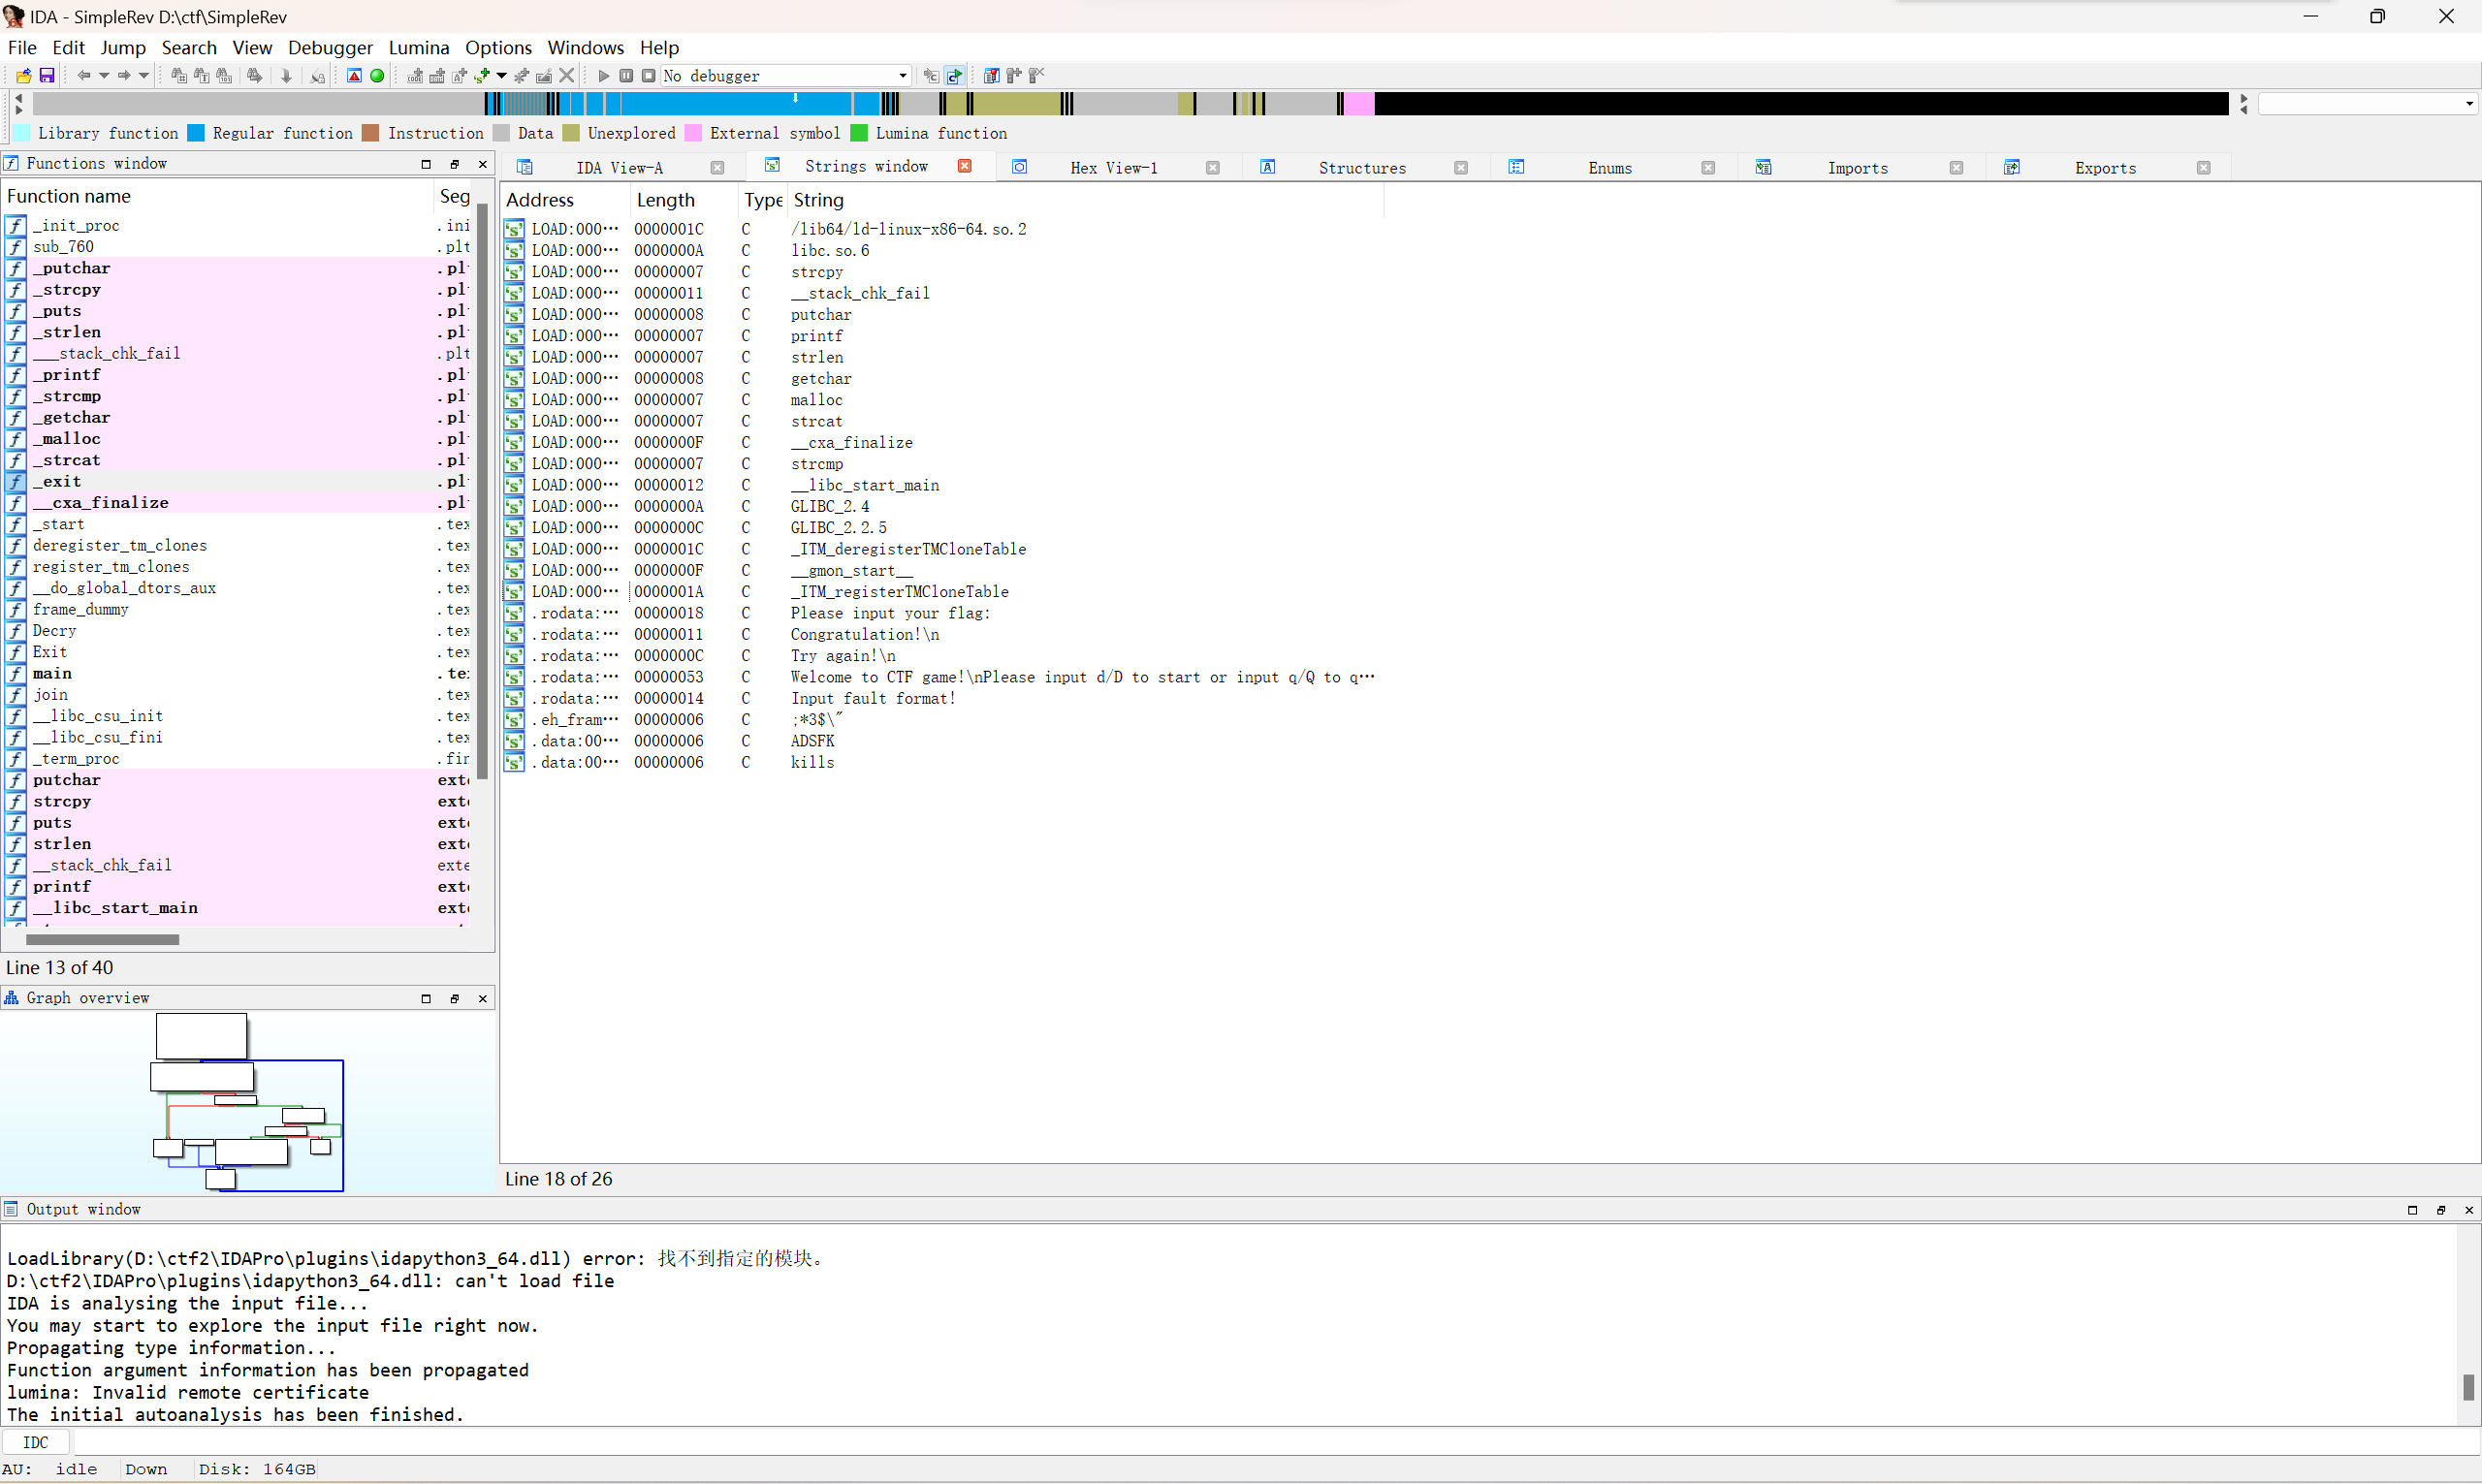 IDA - SimpleRev D:\ctf\SimpleRev
File Edit Jump Search View Debugger Lumina Options Windows Help
No debugger
Library function Regular function Instruction Data Unexplored External symbol Lumina function
Functions window
IDA View-A Strings window Hex View-1 Structures Enums Imports Exports
Function name Seg
_init_proc .ini
sub_760 .plt
_putchar .pl
_strcpy .pl
_puts .pl
_strlen .pl
___stack_chk_fail .plt
_printf .pl
_strcmp .pl
_getchar .pl
_malloc .pl
_strcat .pl
_exit .pl
__cxa_finalize .pl
_start .tex
deregister_tm_clones .tex
register_tm_clones .tex
__do_global_dtors_aux .tex
frame_dummy .tex
Decry .tex
Exit .tex
main .te
join .tex
__libc_csu_init .tex
__libc_csu_fini .tex
_term_proc .fin
putchar ext
strcpy ext
puts ext
strlen ext
__stack_chk_fail exte
printf ext
__libc_start_main ext
Line 13 of 40
Graph overview
Address Length Type String
LOAD:000··· 0000001C C /lib64/ld-linux-x86-64.so.2
LOAD:000··· 0000000A C libc.so.6
LOAD:000··· 00000007 C strcpy
LOAD:000··· 00000011 C __stack_chk_fail
LOAD:000··· 00000008 C putchar
LOAD:000··· 00000007 C printf
LOAD:000··· 00000007 C strlen
LOAD:000··· 00000008 C getchar
LOAD:000··· 00000007 C malloc
LOAD:000··· 00000007 C strcat
LOAD:000··· 0000000F C __cxa_finalize
LOAD:000··· 00000007 C strcmp
LOAD:000··· 00000012 C __libc_start_main
LOAD:000··· 0000000A C GLIBC_2.4
LOAD:000··· 0000000C C GLIBC_2.2.5
LOAD:000··· 0000001C C _ITM_deregisterTMCloneTable
LOAD:000··· 0000000F C __gmon_start__
LOAD:000··· 0000001A C _ITM_registerTMCloneTable
.rodata:··· 00000018 C Please input your flag:
.rodata:··· 00000011 C Congratulation!\n
.rodata:··· 0000000C C Try again!\n
.rodata:··· 00000053 C Welcome to CTF game!\nPlease input d/D to start or input q/Q to q···
.rodata:··· 00000014 C Input fault format!
.eh_fram··· 00000006 C ;*3$\"
.data:00··· 00000006 C ADSFK
.data:00··· 00000006 C kills
Line 18 of 26
Output window
LoadLibrary(D:\ctf2\IDAPro\plugins\idapython3_64.dll) error: 找不到指定的模块。
D:\ctf2\IDAPro\plugins\idapython3_64.dll: can't load file
IDA is analysing the input file...
You may start to explore the input file right now.
Propagating type information...
Function argument information has been propagated
lumina: Invalid remote certificate
The initial autoanalysis has been finished.
IDC
AU: idle Down Disk: 164GB